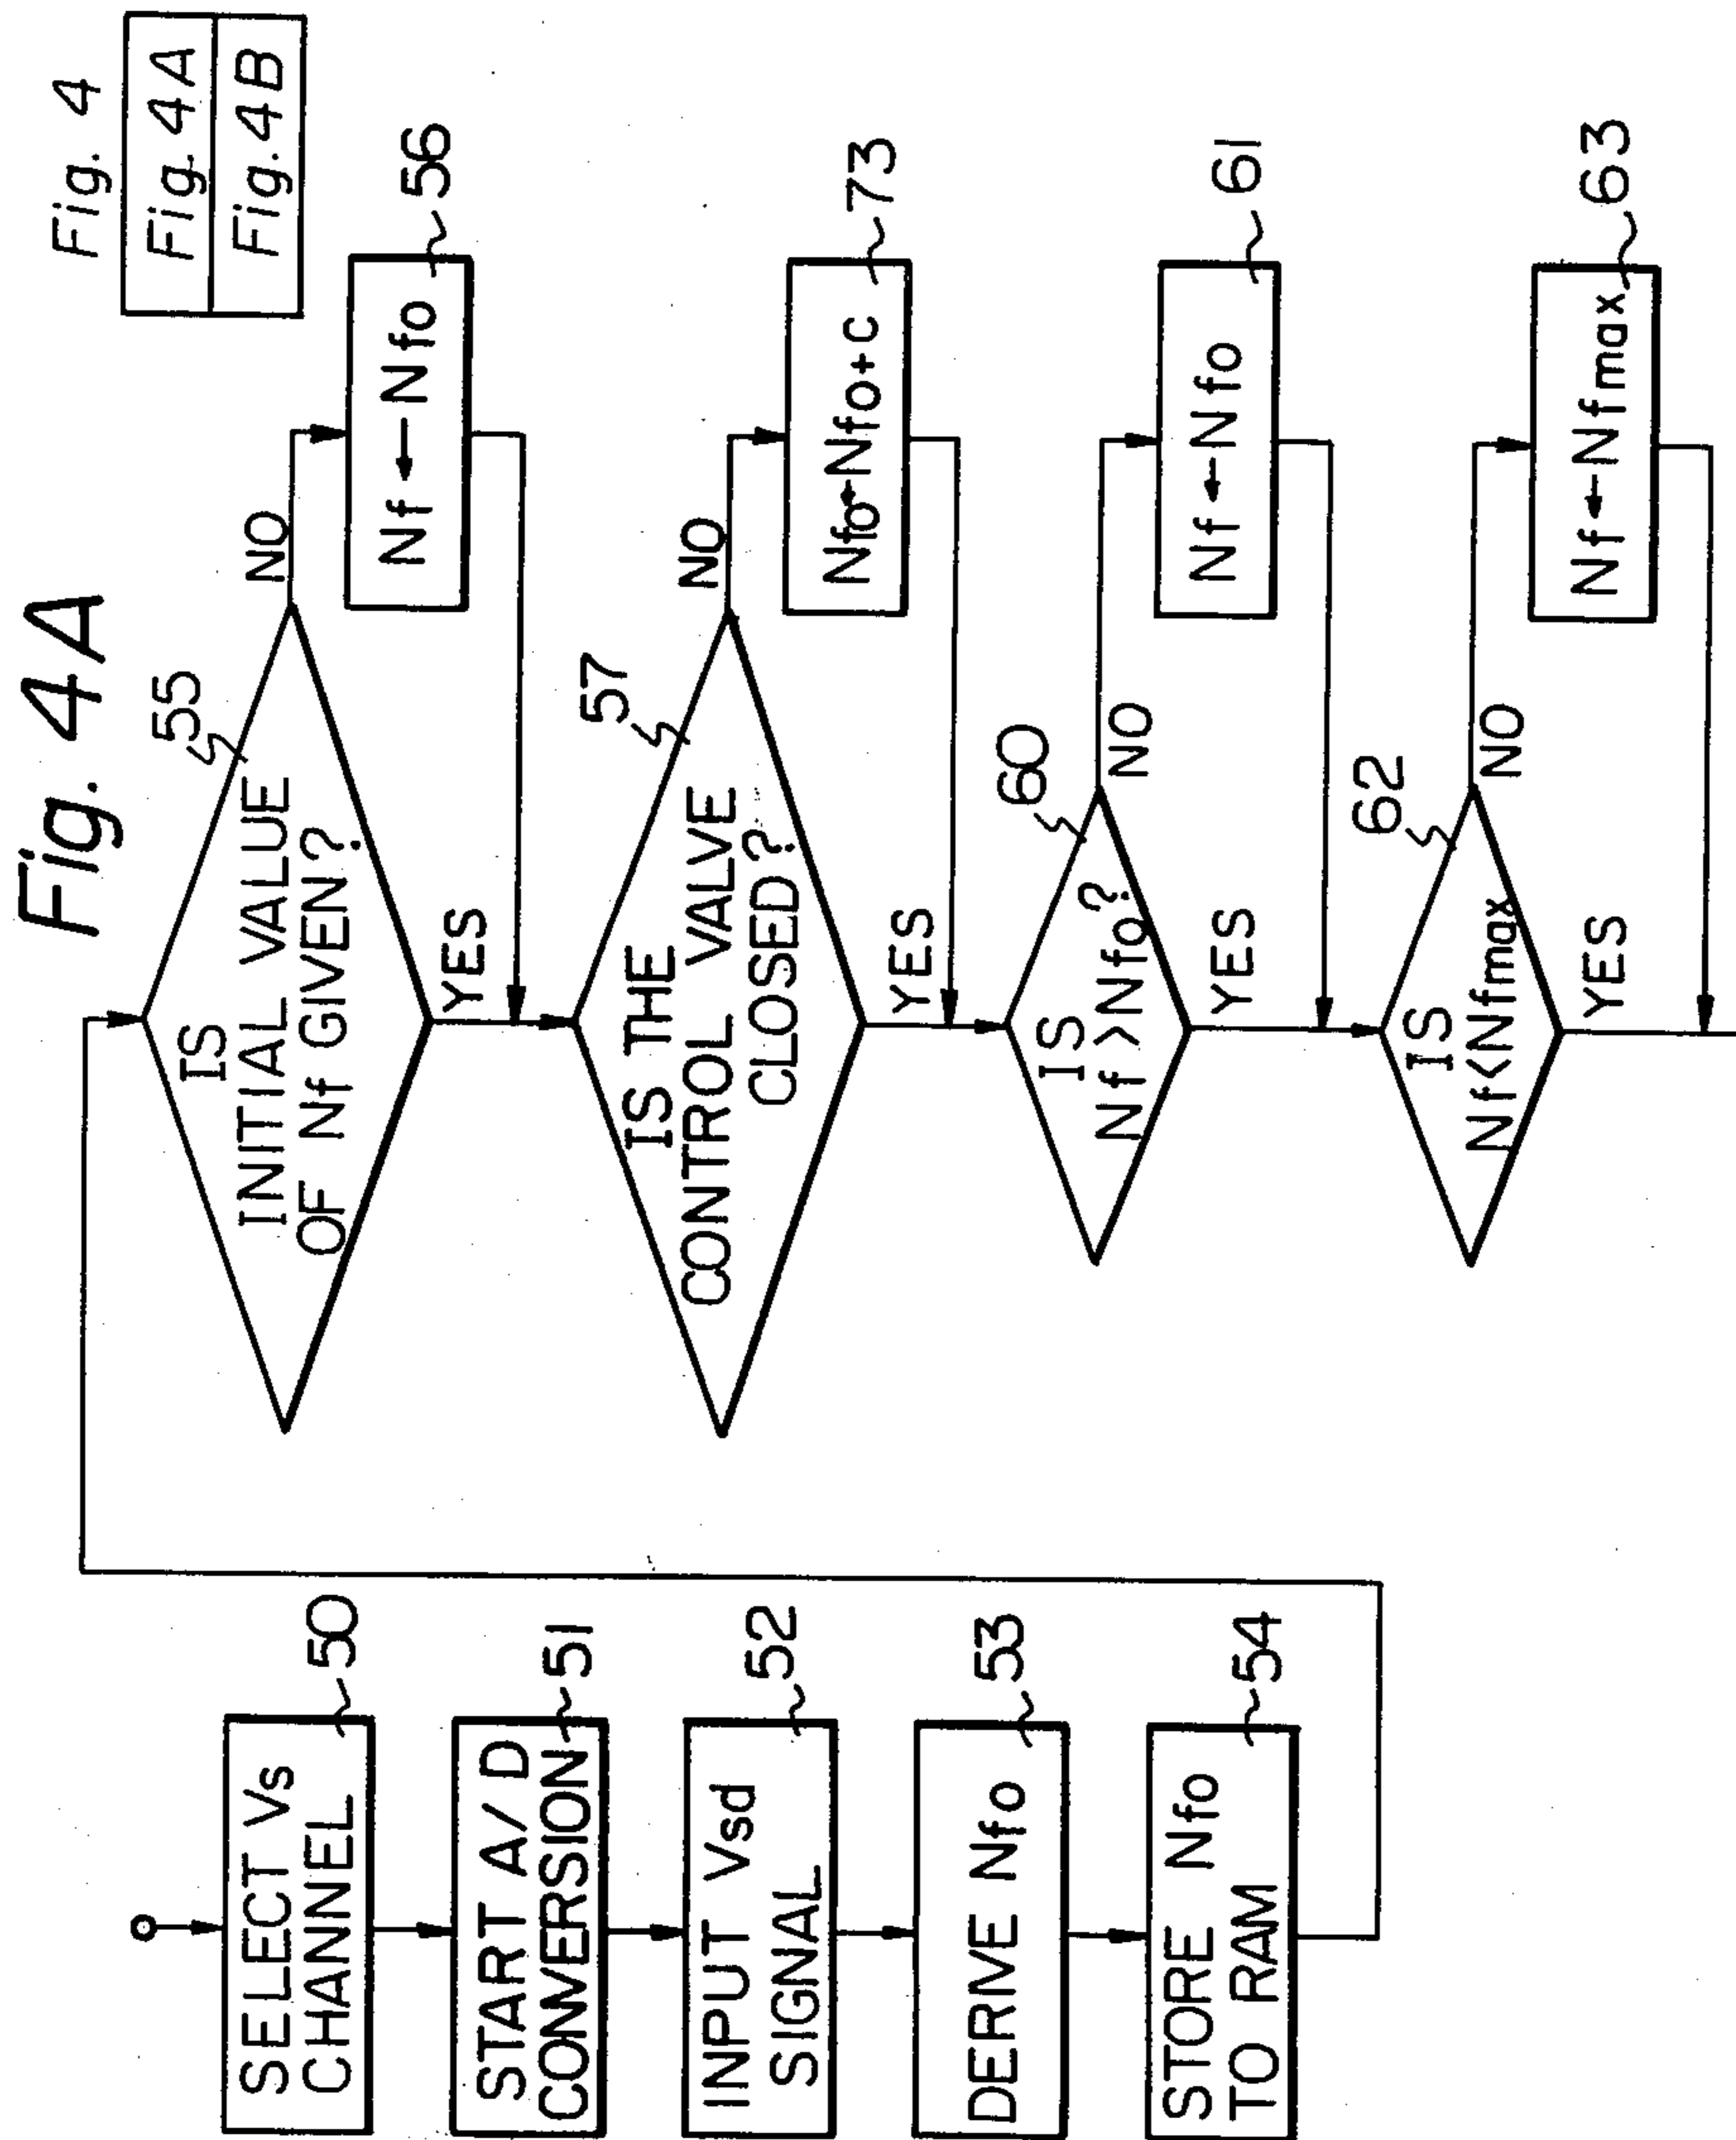 Fig. 4A
Fig. 4
Fig. 4A
Fig. 4B
SELECT Vs
CHANNEL
50
START A/D
CONVERSION
51
INPUT Vsd
SIGNAL
52
DERIVE Nfo
53
STORE Nfo
TO RAM
54
IS
INITIAL VALUE
OF Nf GIVEN?
55
NO
YES
Nf ← Nfo
56
IS THE
CONTROL VALVE
CLOSED?
57
NO
YES
Nfo←Nfo+C
73
IS
Nf>Nfo?
60
NO
YES
Nf ← Nfo
61
IS
Nf<Nfmax
62
NO
YES
Nf←Nfmax
63